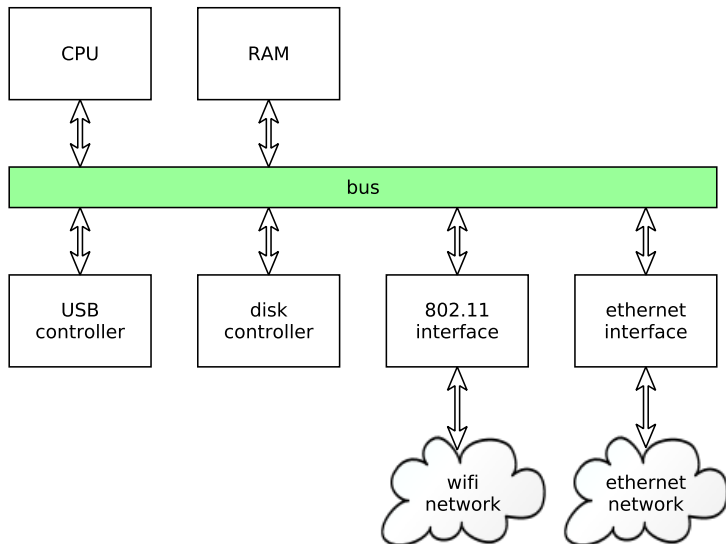 CPU
RAM
bus
USB
controller
disk
controller
802.11
interface
ethernet
interface
wifi
network
ethernet
network